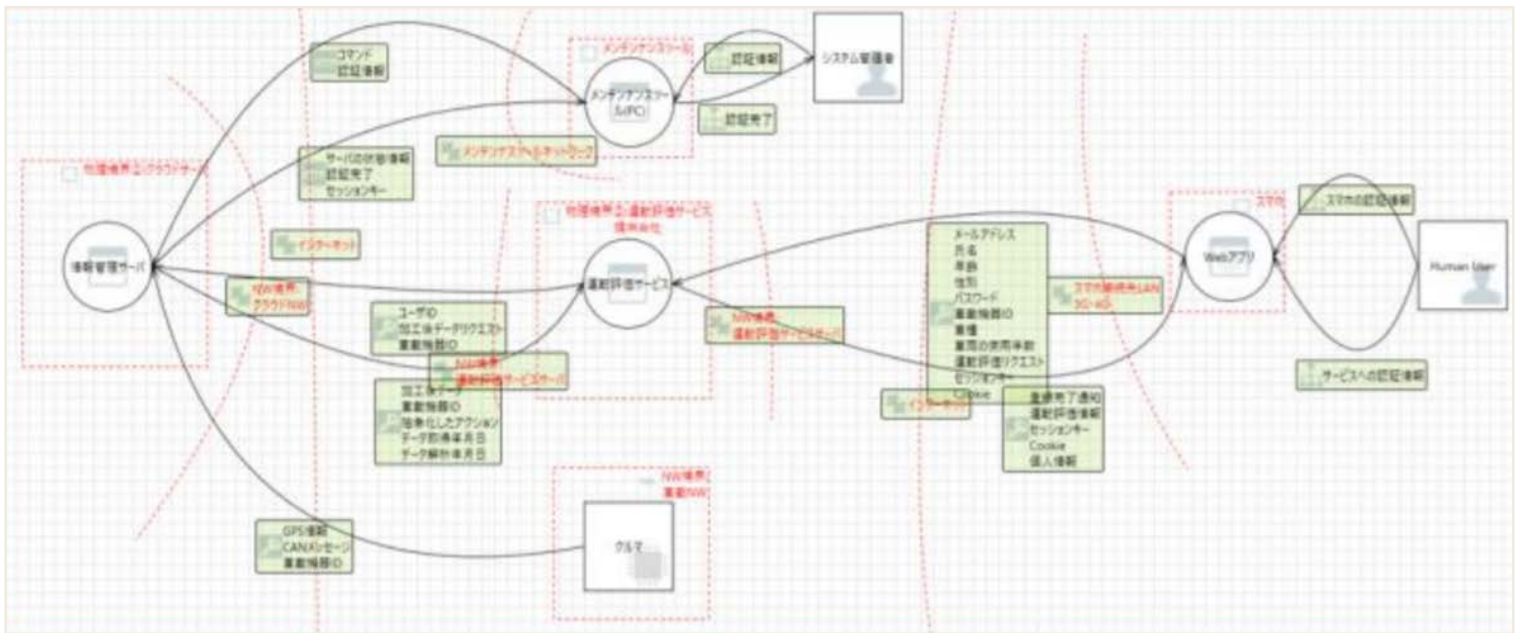 コマンド
認証情報
メンテナンスツール
メンテナンスツー
ル(PC)
認証情報
認証完了
システム管理者
サーバの状態情報
認証完了
セッションキー
メンテナンスツールネットワーク
物理境界②:クラウドサーバ
情報管理サーバ
インターネット
NW境界:
クラウドNW
物理境界②:運転評価サービス
提供会社
運転評価サービス
ユーザID
加工後データリクエスト
車載機器ID
NW境界:
運転評価サービスサーバ
加工後データ
車載機器ID
抽象化したアクション
データ取得年月日
データ解析年月日
NW境界:
運転評価サービスサーバ
メールアドレス
氏名
年齢
性別
パスワード
車載機器ID
車種
車両の使用年数
運転評価リクエスト
セッションキー
Cookie
スマホ接続先LAN
5G・4G
インターネット
登録完了通知
運転評価情報
セッションキー
Cookie
個人情報
スマホ
Webアプリ
スマホの認証情報
Human User
サービスへの認証情報
NW境界:
車載NW
クルマ
GPS情報
CANメッセージ
車載機器ID